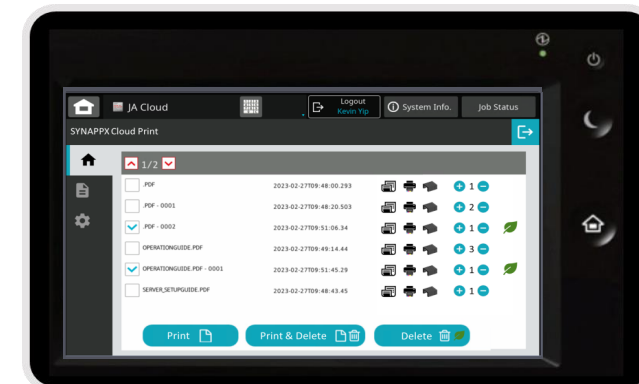 JA Cloud Logout Kevin Yip System Info. Job Status
SYNAPPX Cloud Print
1/2
.PDF 2023-02-27T09:48:00.293 1
.PDF - 0001 2023-02-27T09:48:20.503 2
.PDF - 0002 2023-02-27T09:51:06.34 1
OPERATIONGUIDE.PDF 2023-02-27T09:49:14.44 3
OPERATIONGUIDE.PDF - 0001 2023-02-27T09:51:45.29 1
SERVER_SETUPGUIDE.PDF 2023-02-27T09:48:43.45 1
Print Print & Delete Delete